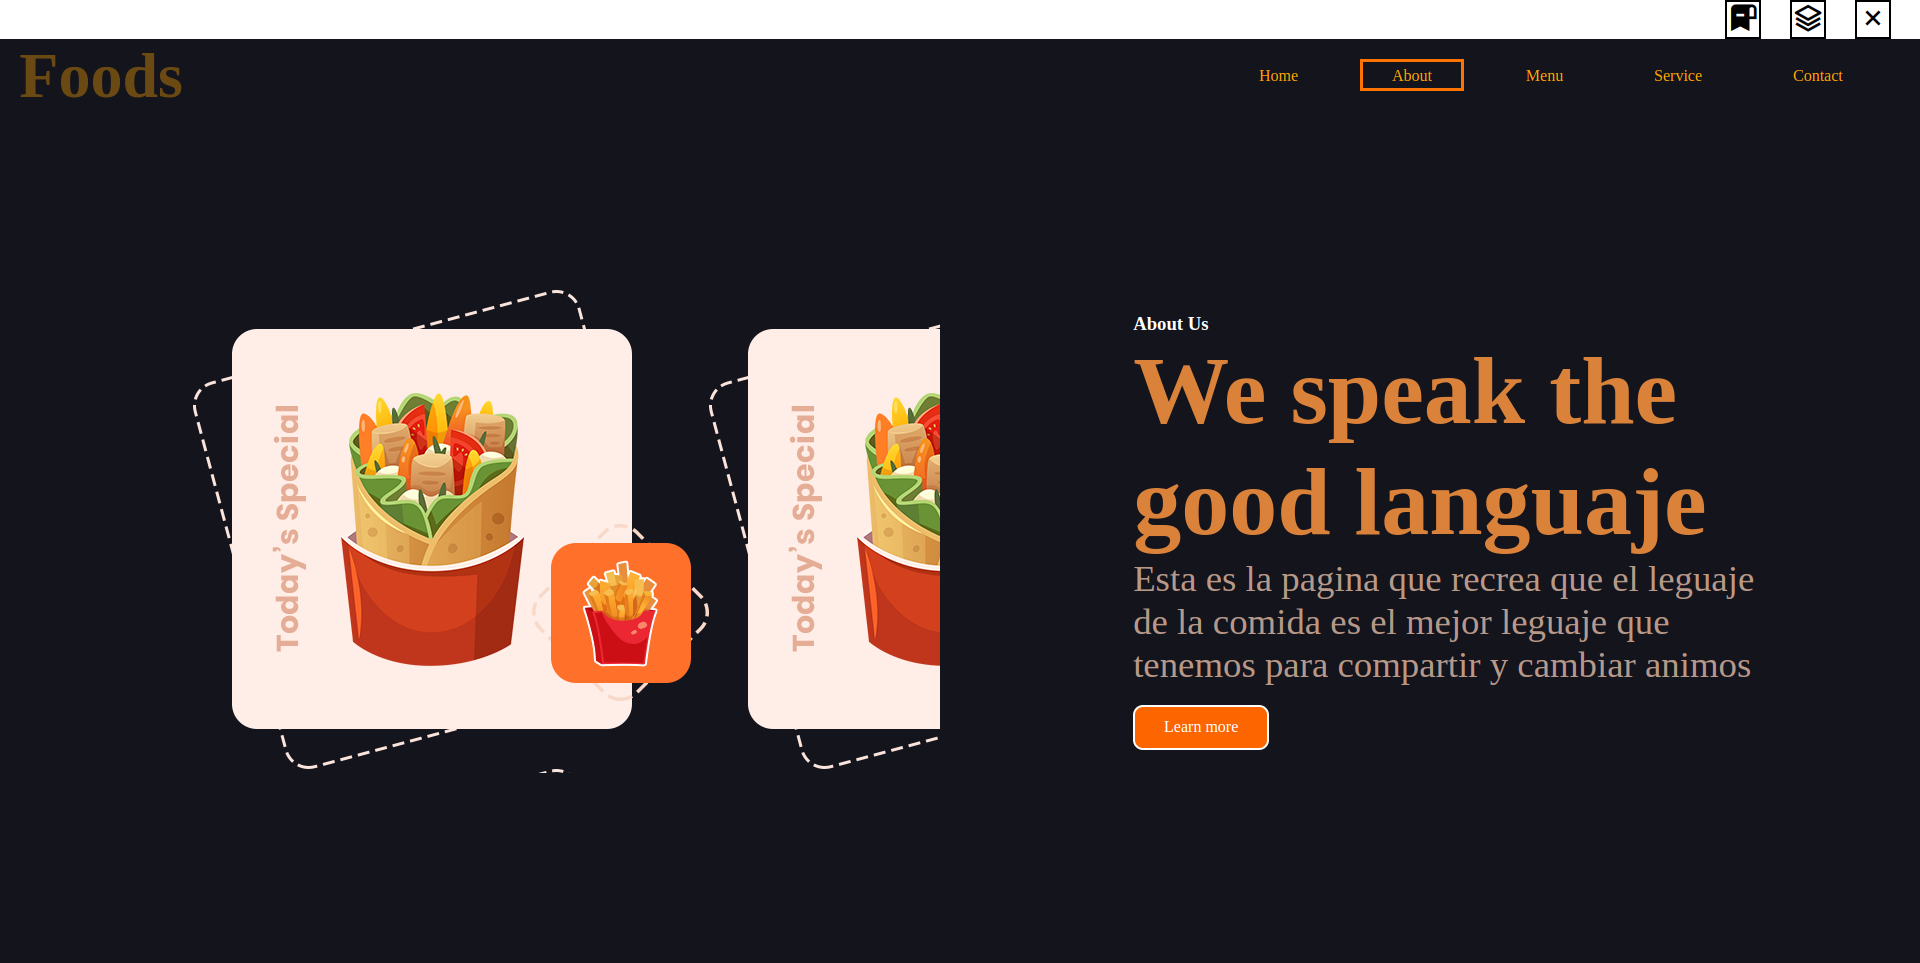 Foods
Home
About
Menu
Service
Contact
Today's Special
Today's Special
About Us
We speak the
good languaje
Esta es la pagina que recrea que el leguaje
de la comida es el mejor leguaje que
tenemos para compartir y cambiar animos
Learn more